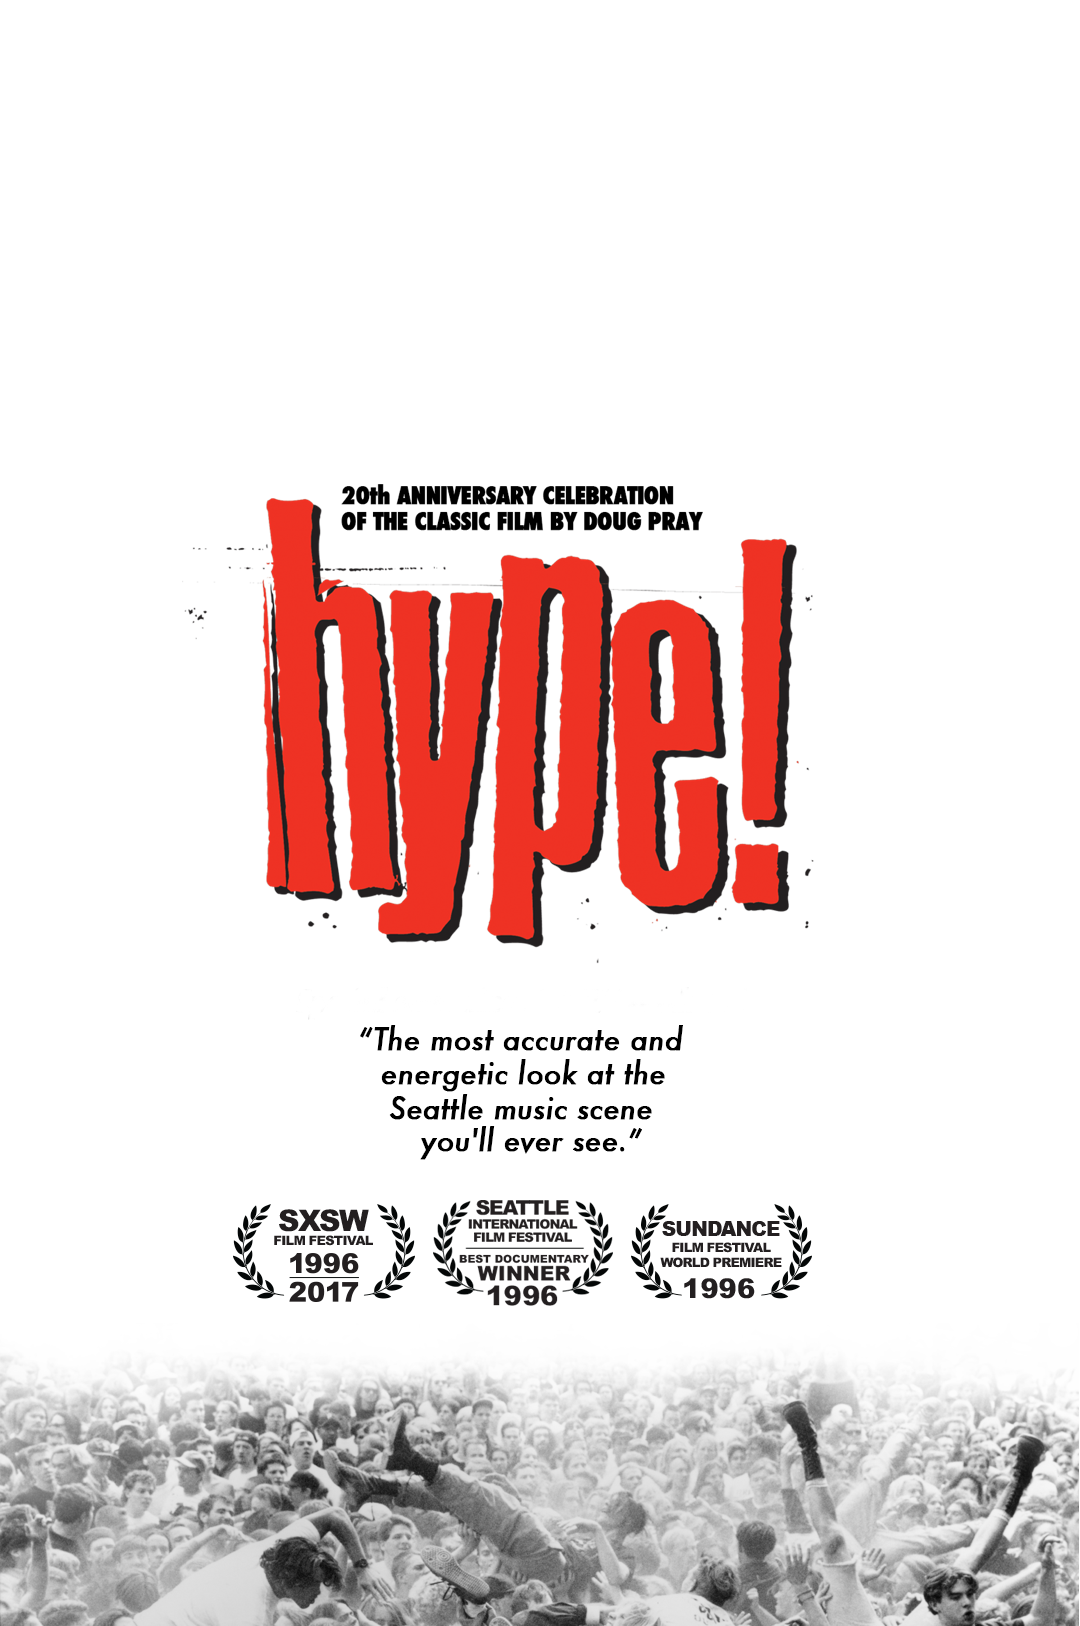 20th ANNIVERSARY CELEBRATION
OF THE CLASSIC FILM BY DOUG PRAY
hype!
“The most accurate and
energetic look at the
Seattle music scene
you'll ever see.”
SXSW
FILM FESTIVAL
1996
2017
SEATTLE
INTERNATIONAL
FILM FESTIVAL
BEST DOCUMENTARY
WINNER
1996
SUNDANCE
FILM FESTIVAL
WORLD PREMIERE
1996